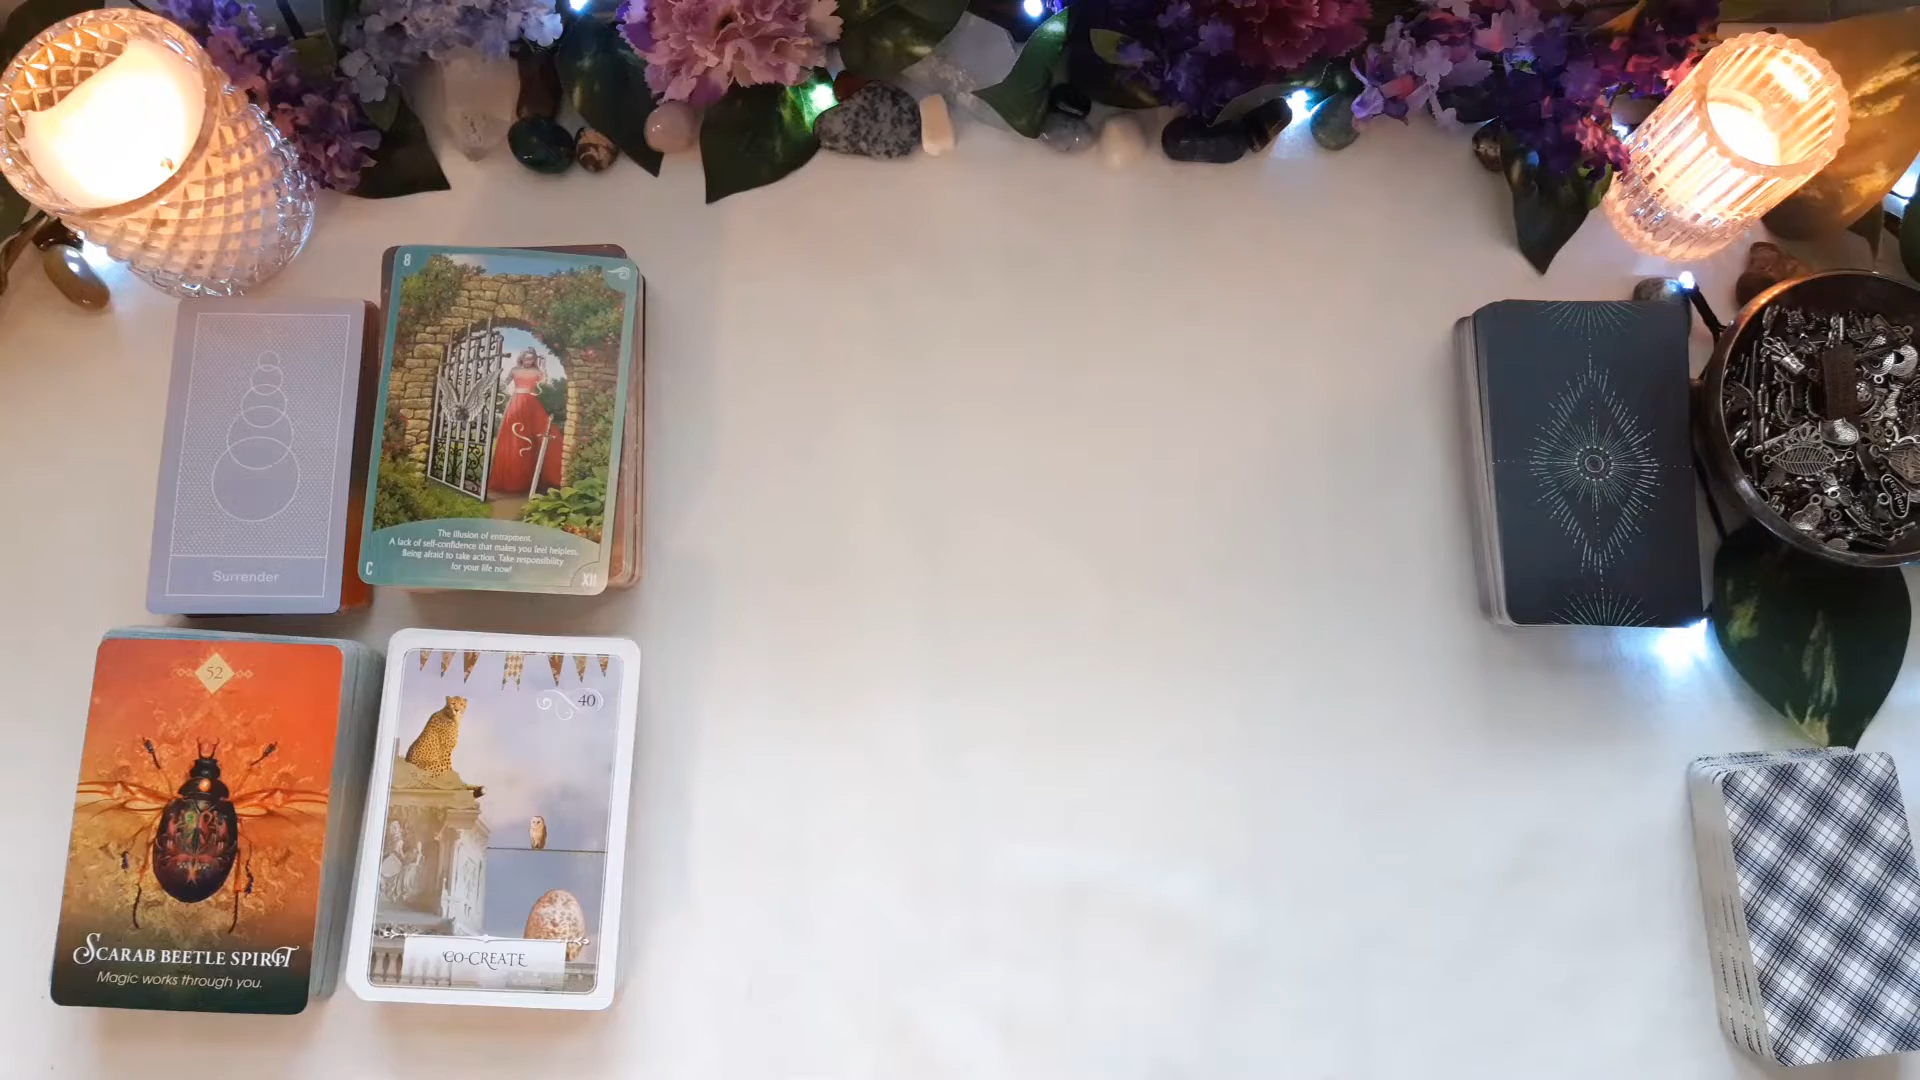 Surrender
8
The illusion of entrapment.
A lack of self-confidence that makes you feel helpless.
Being afraid to take action. Take responsibility
for your life now!
C
XII
52
SCARAB BEETLE SPIRIT
Magic works through you.
40
CO-CREATE